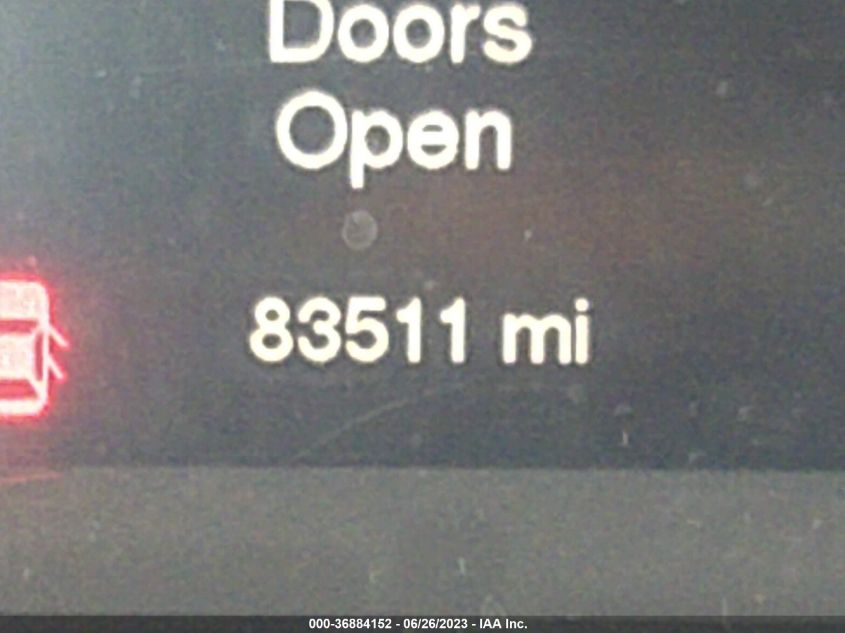 Doors
Open
83511 mi
000-36884152 - 06/26/2023 - IAA Inc.